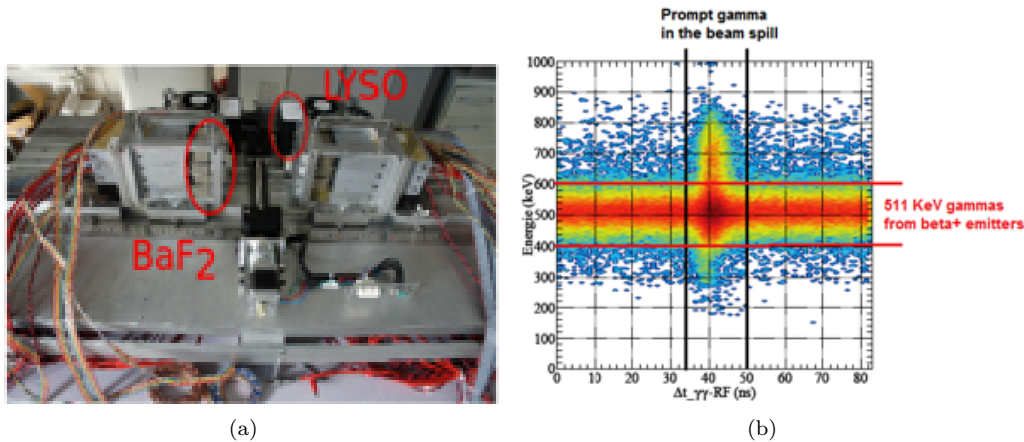 LYSO
BaF2
(a)
Prompt gamma
in the beam spill
Energie (keV)
1000
900
800
700
600
500
400
300
200
100
0
0 10 20 30 40 50 60 70 80
Δt_γγ-RF (ns)
511 KeV gammas
from beta+ emitters
(b)